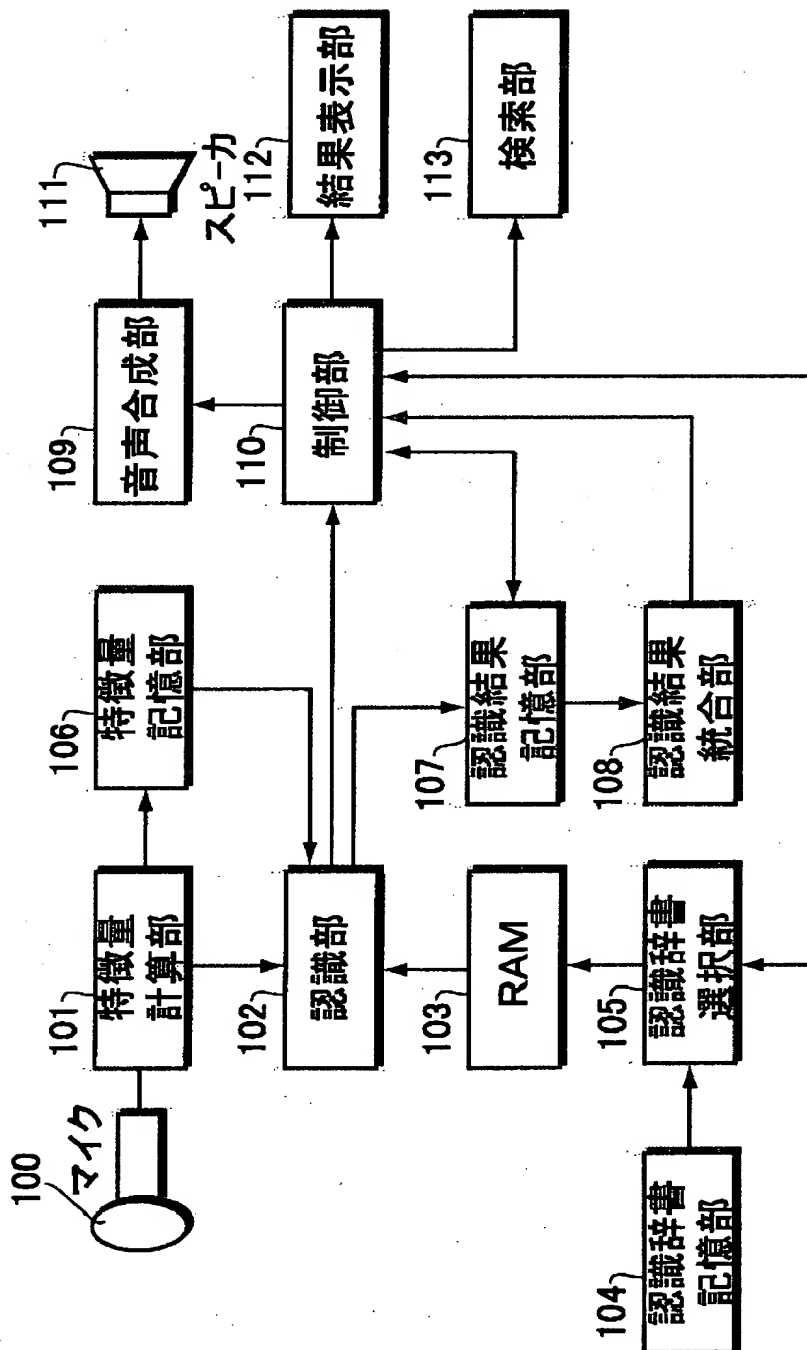 100
マイク
101
特徴量
計算部
106
特徴量
記憶部
109
音声合成部
111
スピーカ
102
認識部
110
制御部
112
結果表示部
103
RAM
107
認識結果
記憶部
113
検索部
104
認識辞書
記憶部
105
認識辞書
選択部
108
認識結果
統合部